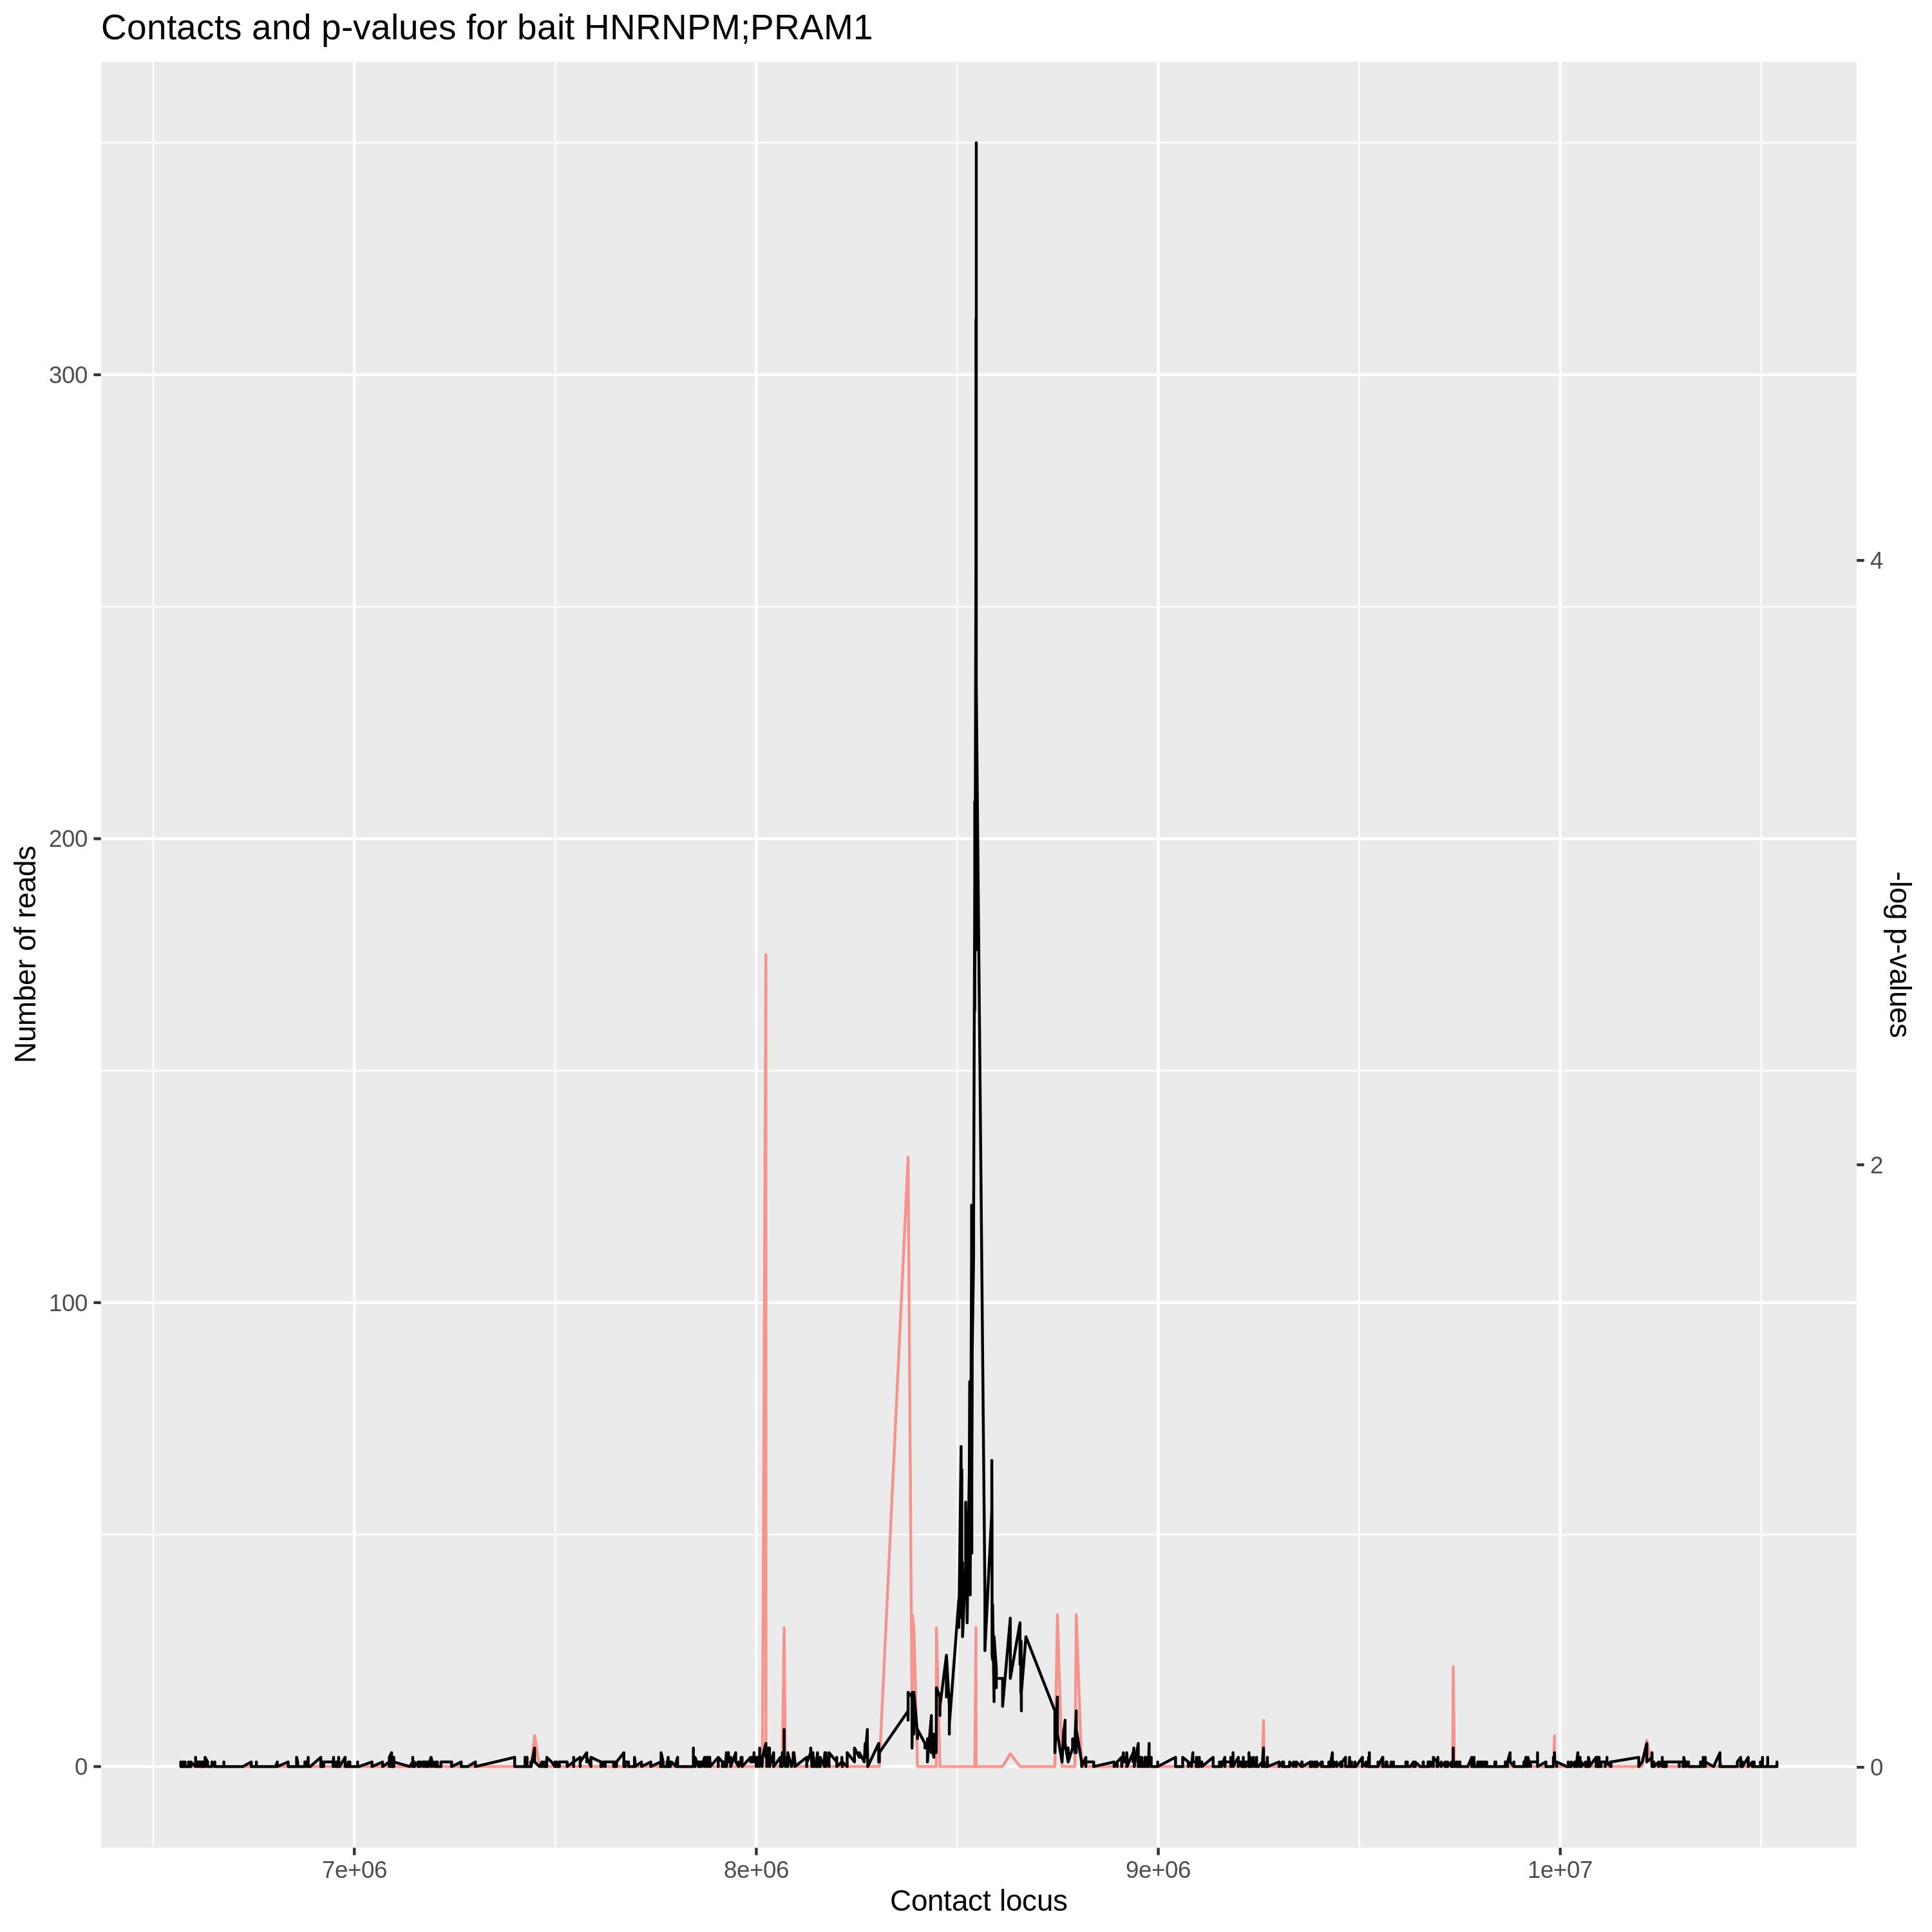 Contacts and p-values for bait HNRNPM;PRAM1
300
200
100
0
Number of reads
4
2
0
-log p-values
7e+06
8e+06
9e+06
1e+07
Contact locus